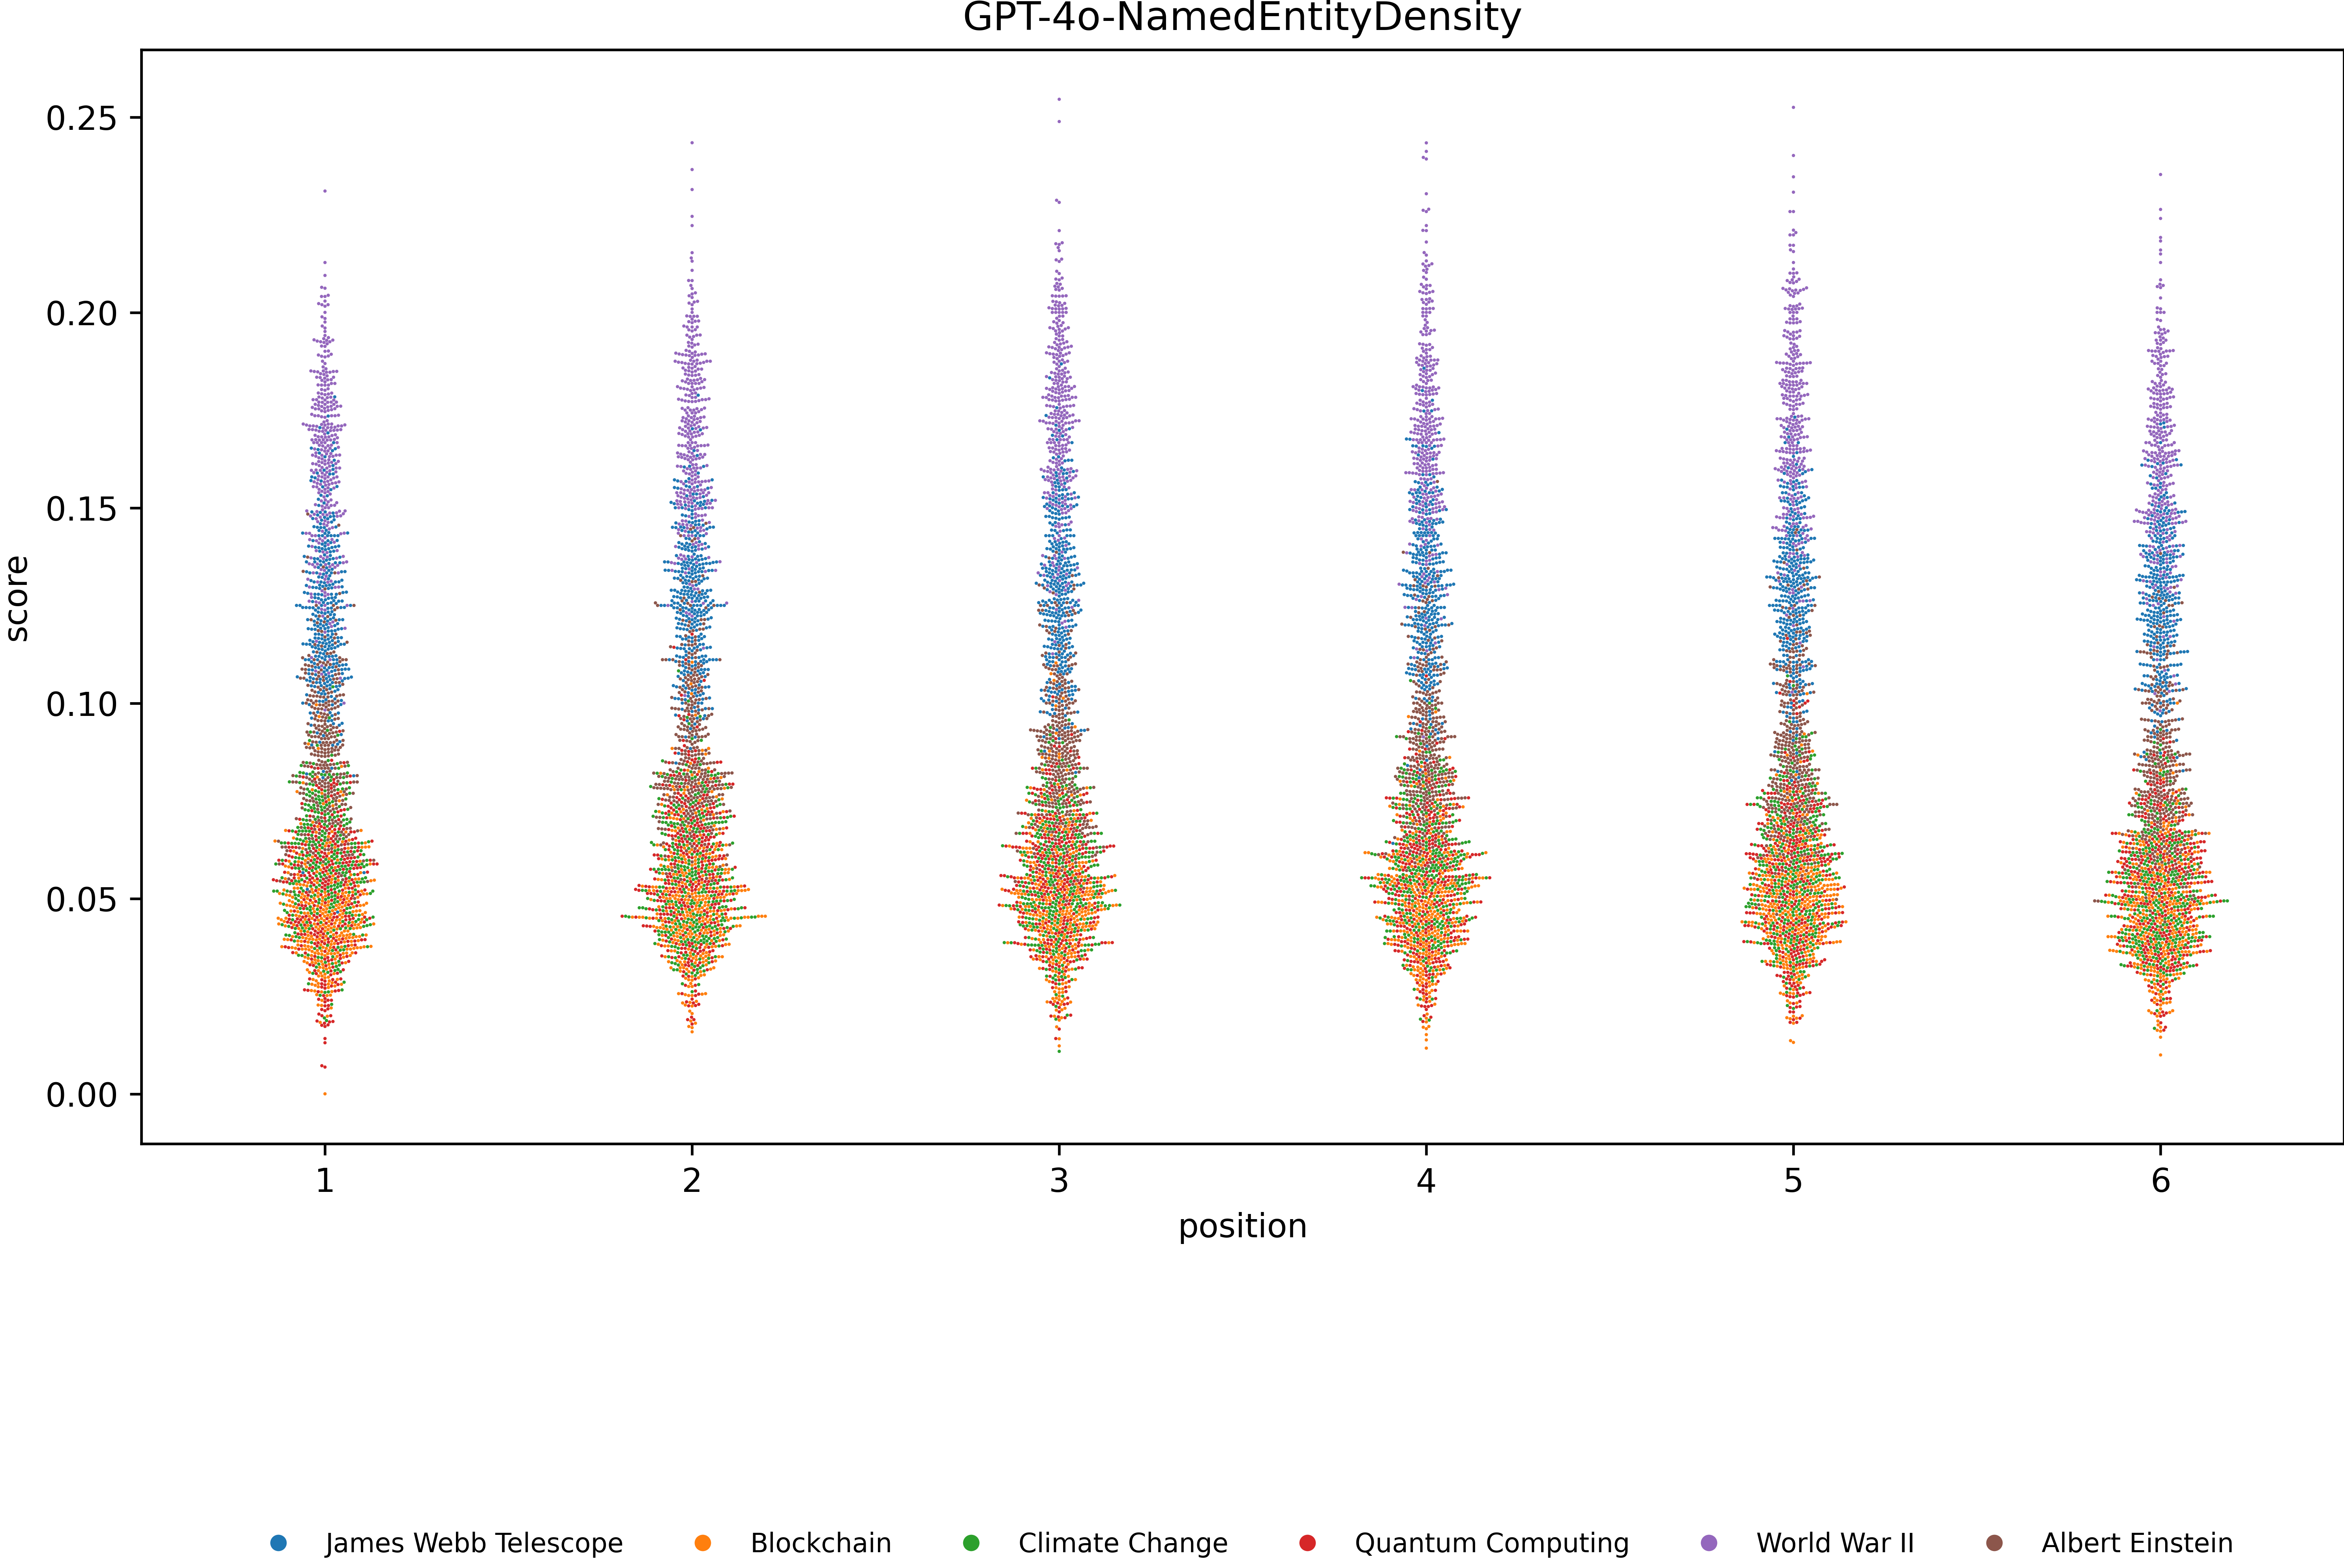 GPT-4o-NamedEntityDensity
0.25
0.20
0.15
0.10
0.05
0.00
score
1 2 3 4 5 6
position
James Webb Telescope Blockchain Climate Change Quantum Computing World War II Albert Einstein